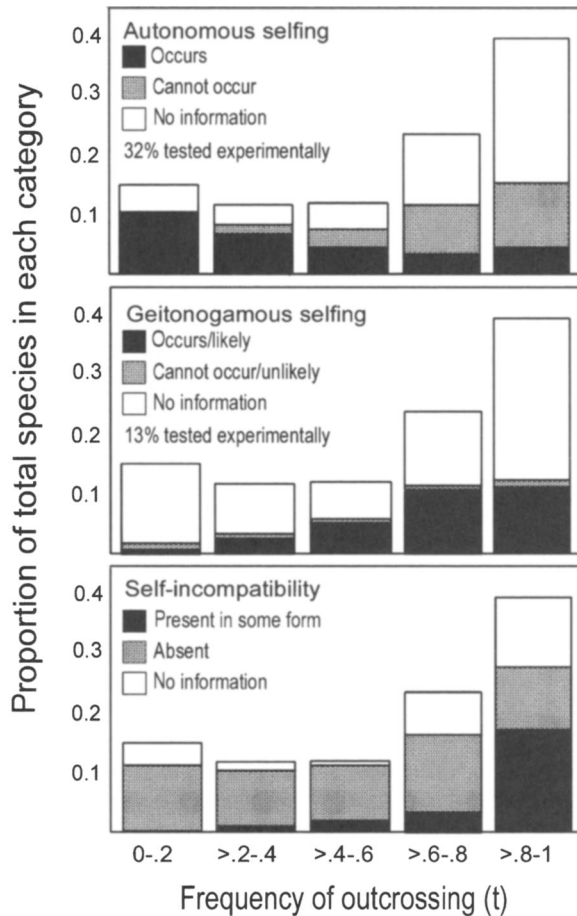 Proportion of total species in each category
0.4
0.3
0.2
0.1
Autonomous selfing
Occurs
Cannot occur
No information
32% tested experimentally
0.4
0.3
0.2
0.1
Geitonogamous selfing
Occurs/likely
Cannot occur/unlikely
No information
13% tested experimentally
0.4
0.3
0.2
0.1
Self-incompatibility
Present in some form
Absent
No information
0-.2 >.2-.4 >.4-.6 >.6-.8 >.8-1
Frequency of outcrossing (t)